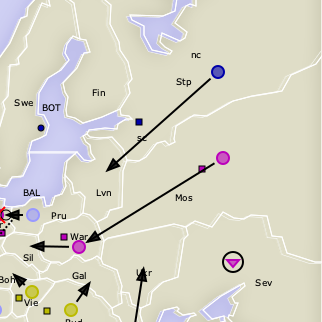 nc
Stp
Fin
Swe
BOT
sc
BAL
Lvn
Mos
Pru
War
Sil
Gal
Ukr
Sev
Boh
Vie
Bud